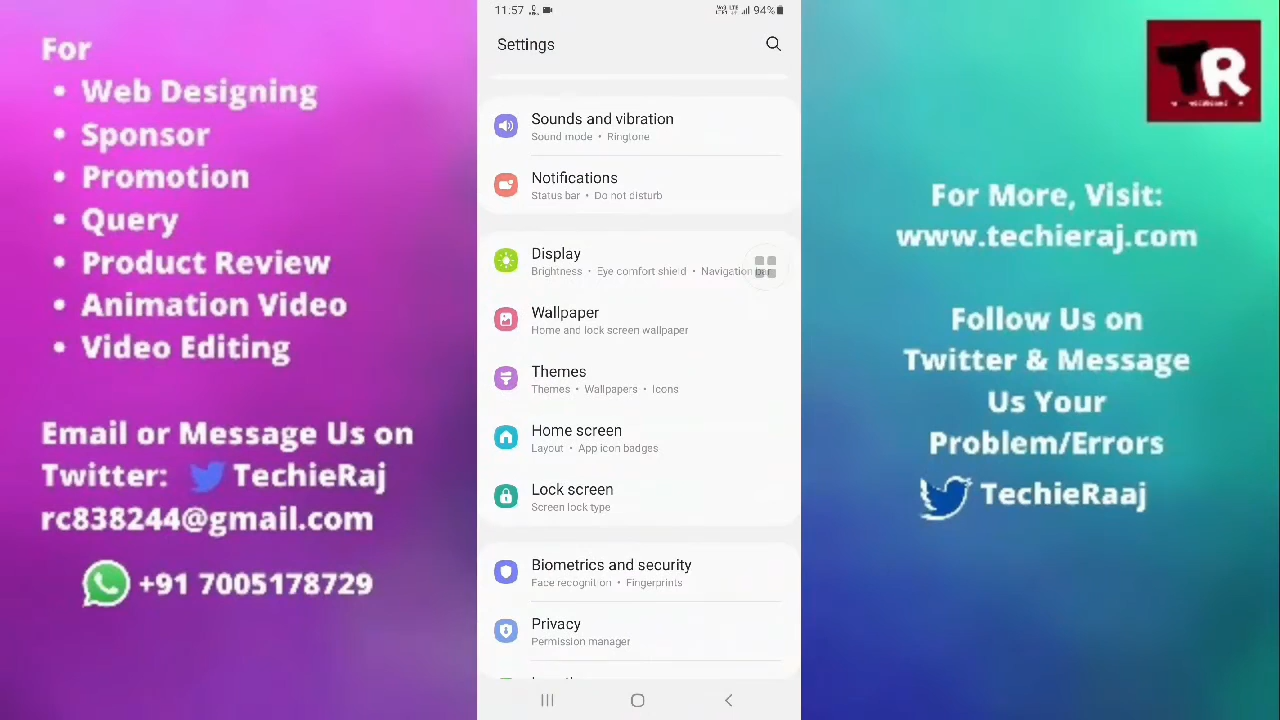 For
• Web Designing
• Sponsor
• Promotion
• Query
• Product Review
• Animation Video
• Video Editing
Email or Message Us on
Twitter: TechieRaj
rc838244@gmail.com
+91 7005178729
11:57
94%
Settings
Sounds and vibration
Sound mode • Ringtone
Notifications
Status bar • Do not disturb
Display
Brightness • Eye comfort shield • Navigation bar
Wallpaper
Home and lock screen wallpaper
Themes
Themes • Wallpapers • Icons
Home screen
Layout • App icon badges
Lock screen
Screen lock type
Biometrics and security
Face recognition • Fingerprints
Privacy
Permission manager
TR
For More, Visit:
www.techieraj.com
Follow Us on
Twitter & Message
Us Your
Problem/Errors
TechieRaaj